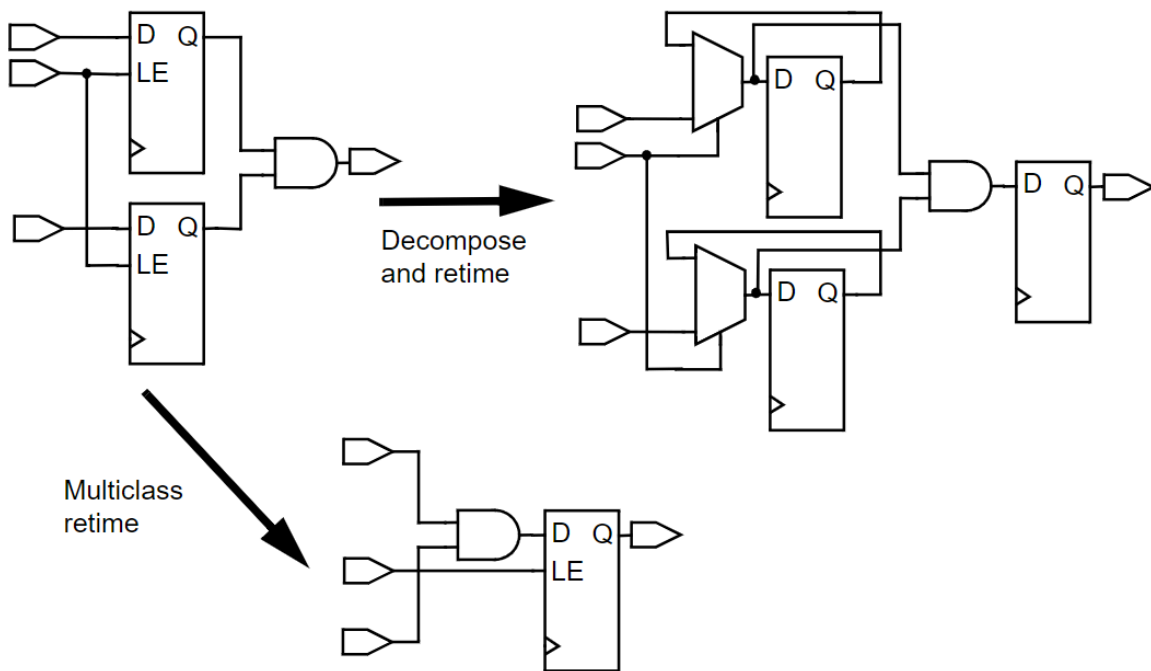 D Q
LE
D Q
LE
Decompose
and retime
D Q
D Q
D Q
Multiclass
retime
D Q
LE